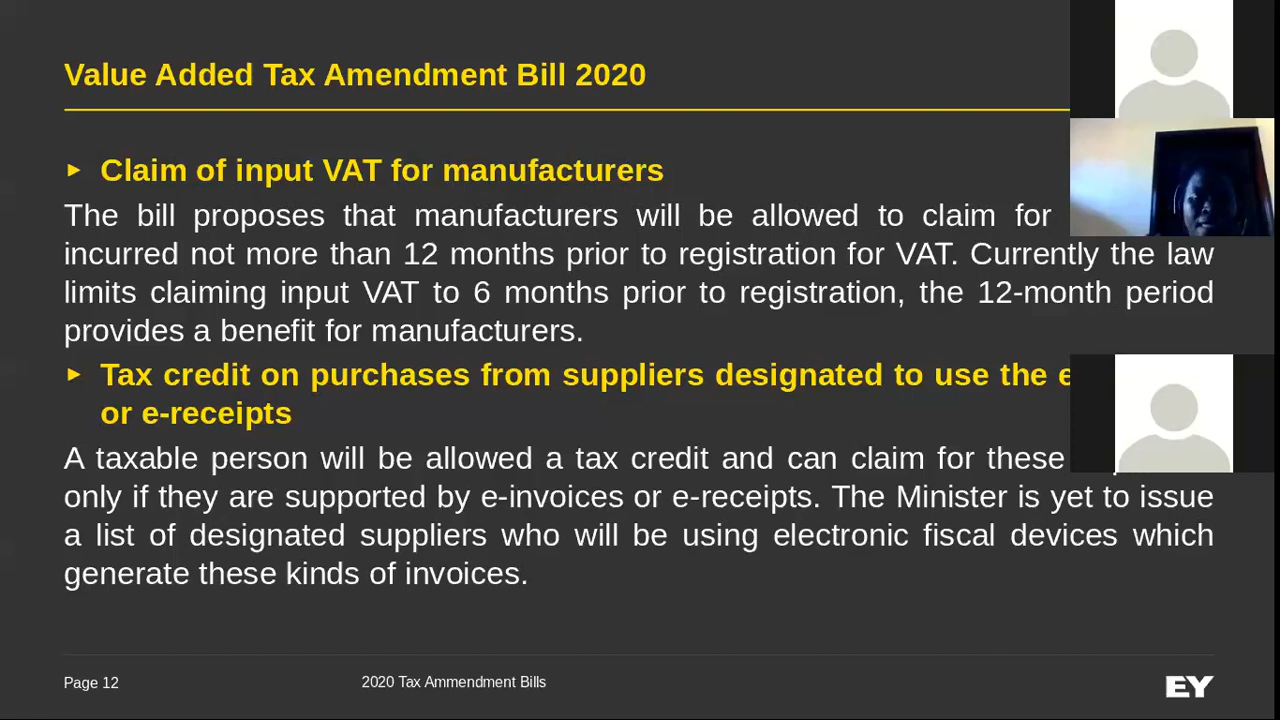 Value Added Tax Amendment Bill 2020
Claim of input VAT for manufacturers
The bill proposes that manufacturers will be allowed to claim for
incurred not more than 12 months prior to registration for VAT. Currently the law
limits claiming input VAT to 6 months prior to registration, the 12-month period
provides a benefit for manufacturers.
Tax credit on purchases from suppliers designated to use the
or e-receipts
A taxable person will be allowed a tax credit and can claim for these
only if they are supported by e-invoices or e-receipts. The Minister is yet to issue
a list of designated suppliers who will be using electronic fiscal devices which
generate these kinds of invoices.
Page 12
2020 Tax Ammendment Bills
EY